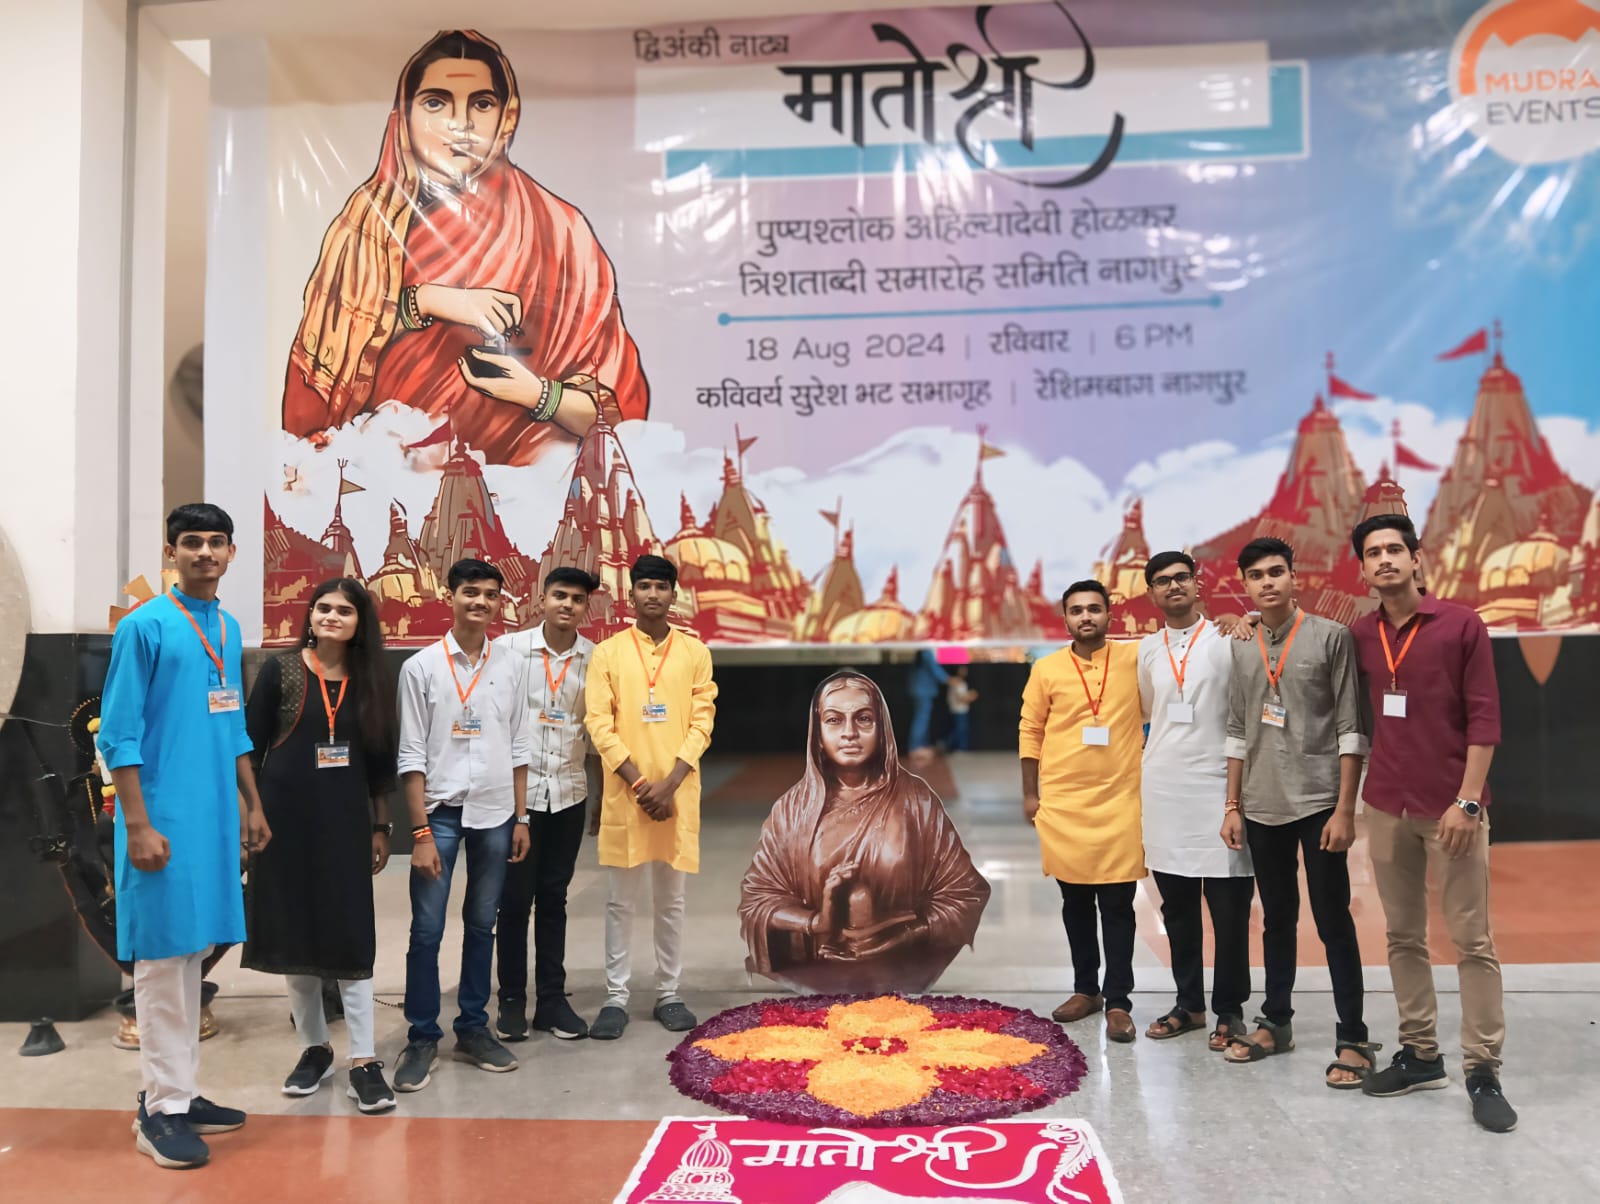 द्विअंकी नाट्य
मातोश्री
MUDRA
EVENTS
पुण्यश्लोक अहिल्यादेवी होळकर
त्रिशताब्दी समारोह समिति नागपुर
18 Aug 2024 | रविवार | 6 PM
कविवर्य सुरेश भट सभागृह | रेशिमबाग नागपुर
मातोश्री